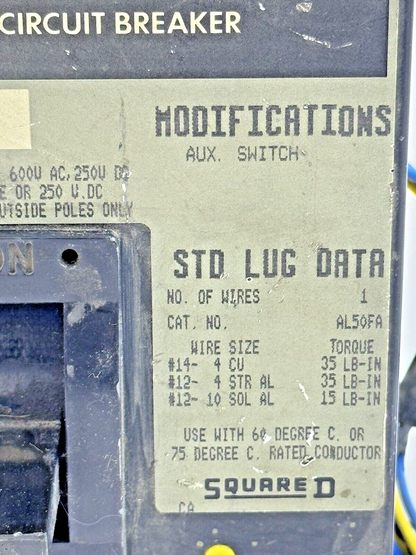 CIRCUIT BREAKER
MODIFICATIONS
AUX. SWITCH
600V AC, 250V DC
OR 250 V.DC
OUTSIDE POLES ONLY
ON
STD LUG DATA
NO. OF WIRES 1
CAT. NO. AL50FA
WIRE SIZE TORQUE
#14- 4 CU 35 LB-IN
#12- 4 STR AL 35 LB-IN
#12- 10 SOL AL 15 LB-IN
USE WITH 60 DEGREE C. OR
75 DEGREE C. RATED CONDUCTOR
SQUARE D
CA